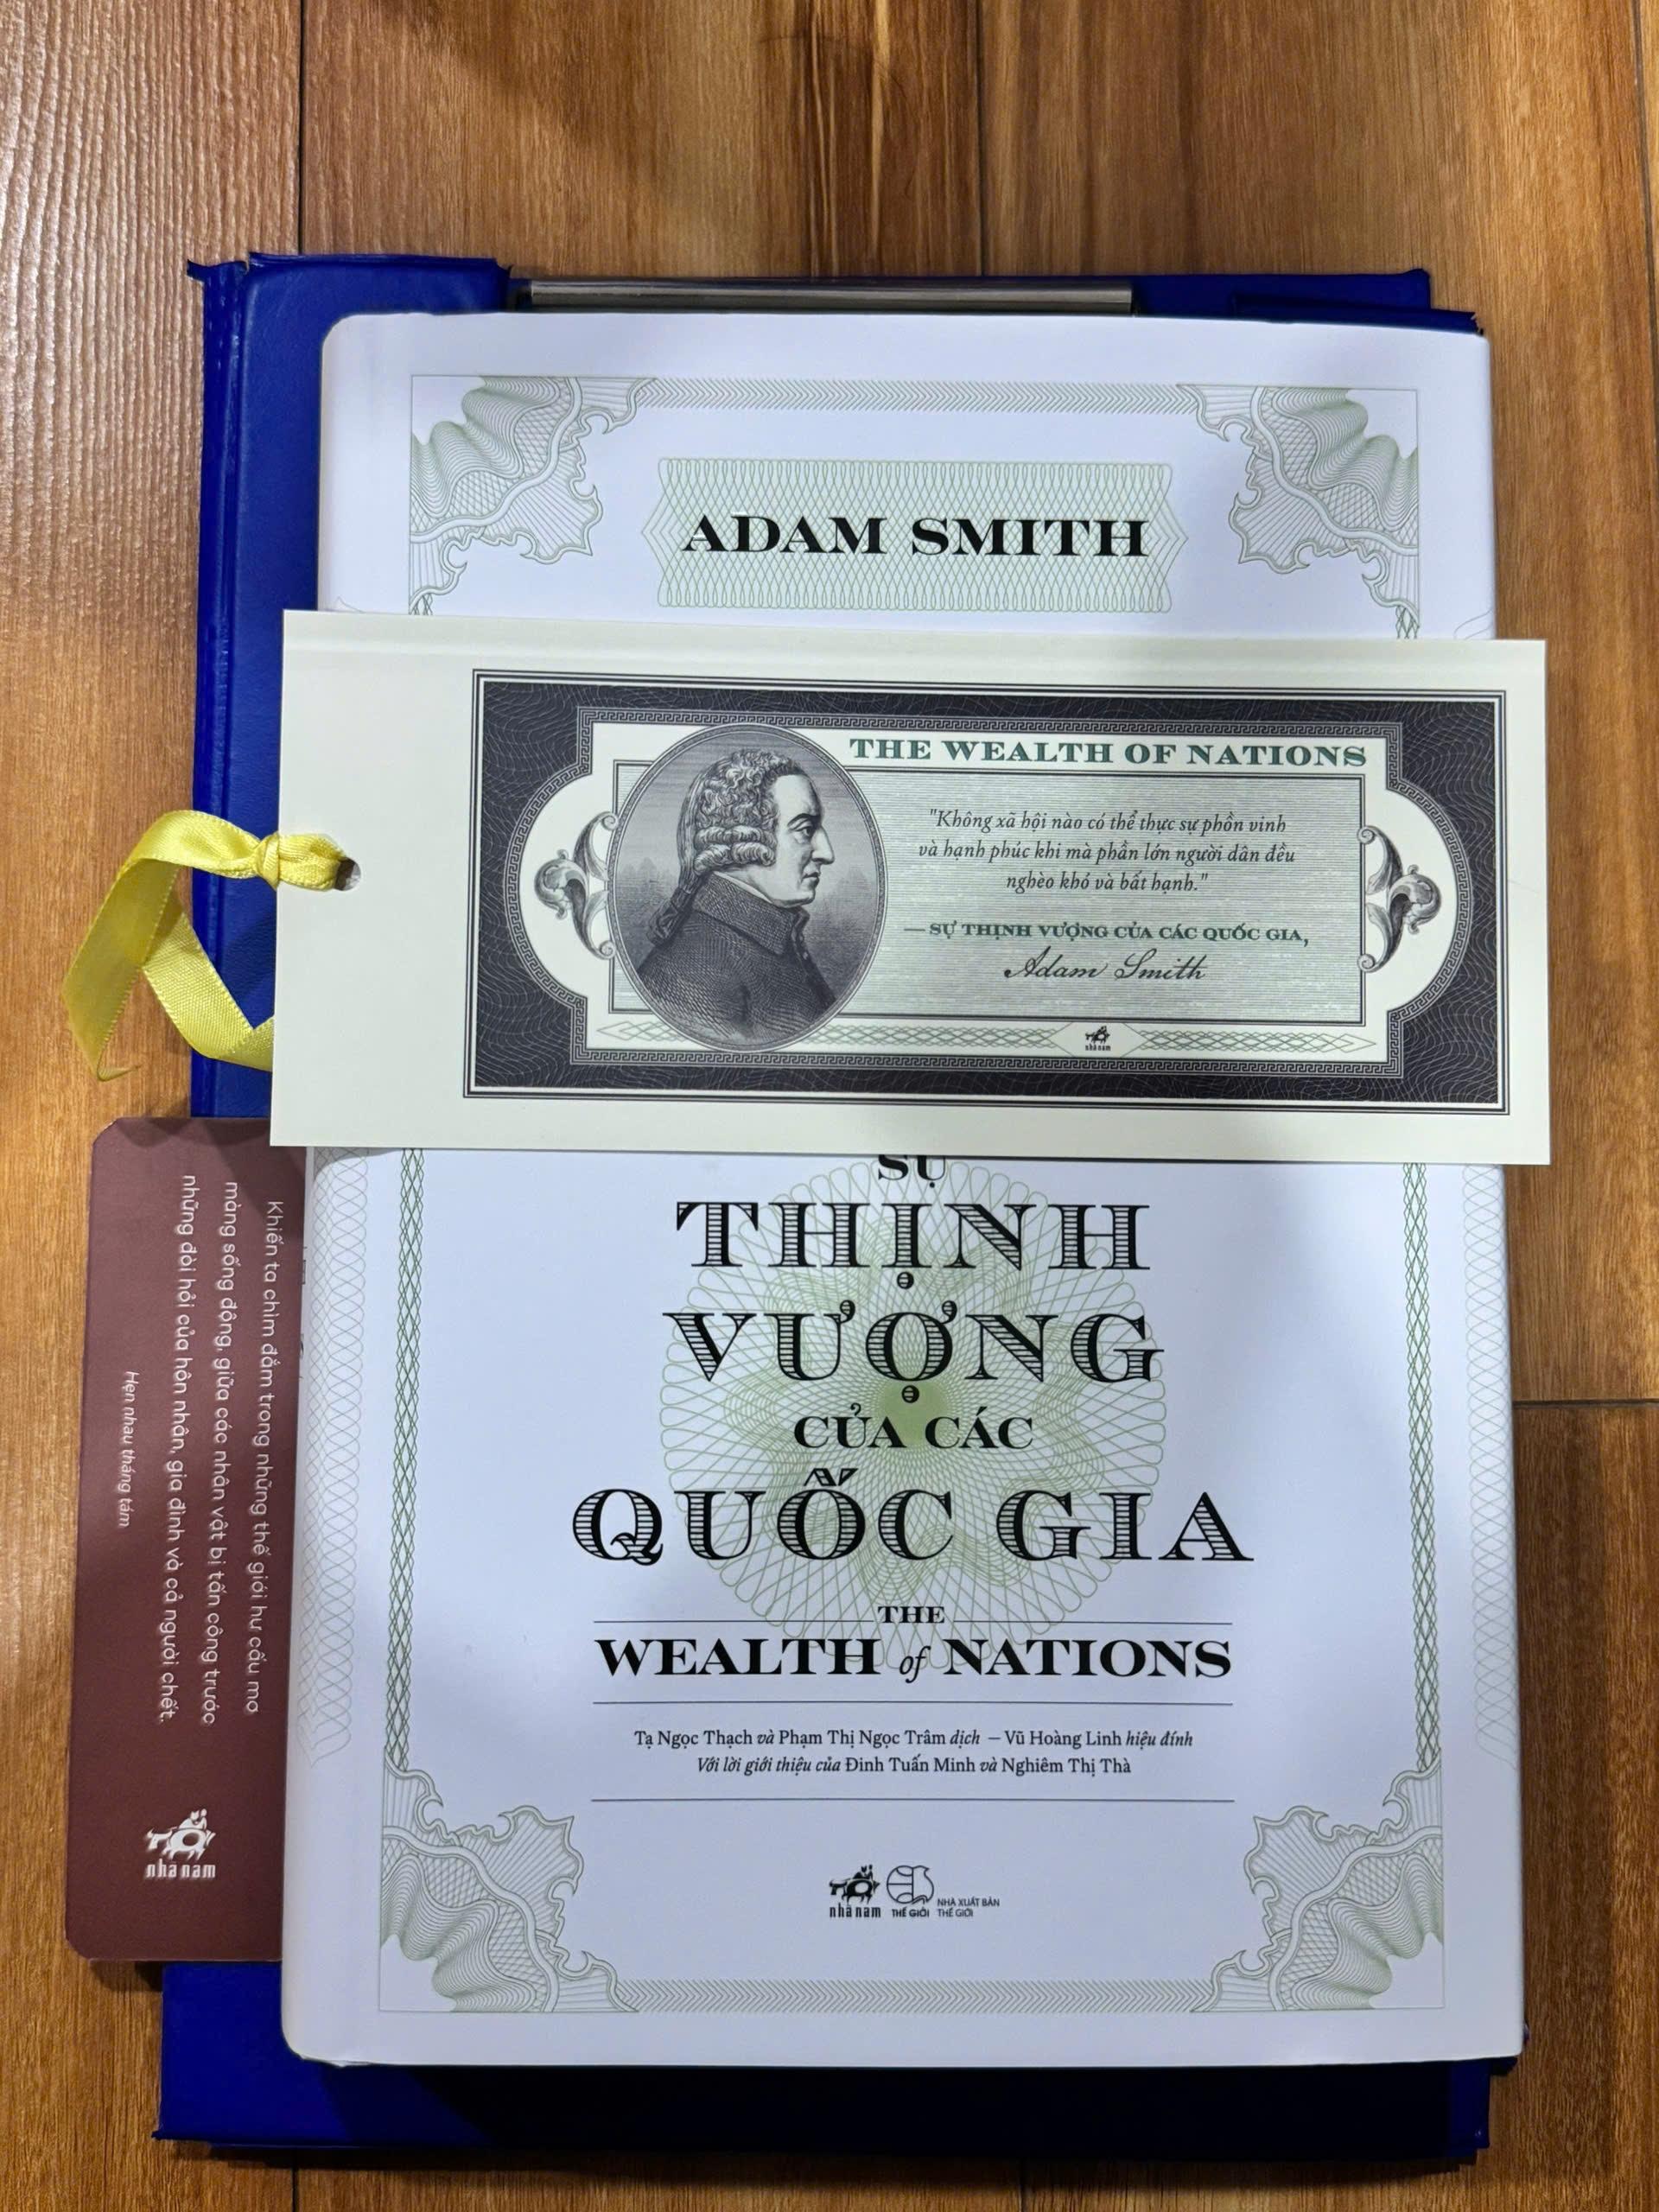 ADAM SMITH
THE WEALTH OF NATIONS
"Không xã hội nào có thể thực sự phồn vinh
và hạnh phúc khi mà phần lớn người dân đều
nghèo khó và bất hạnh."
— SỰ THỊNH VƯỢNG CỦA CÁC QUỐC GIA,
Adam Smith
nhã nam
SỰ
THỊNH
VƯỢNG
CỦA CÁC
QUỐC GIA
THE
WEALTH of NATIONS
Tạ Ngọc Thạch và Phạm Thị Ngọc Trâm dịch – Vũ Hoàng Linh hiệu đính
Với lời giới thiệu của Đinh Tuấn Minh và Nghiêm Thị Thà
nhã nam
THẾ GIỚI
NHÀ XUẤT BẢN
THẾ GIỚI
Khiến ta chìm đắm trong những thế giới hư cấu mơ
màng sống động, giữa các nhân vật bị tấn công trước
những đòi hỏi của hôn nhân, gia đình và cả người chết.
Hẹn nhau tháng tám
nhã nam